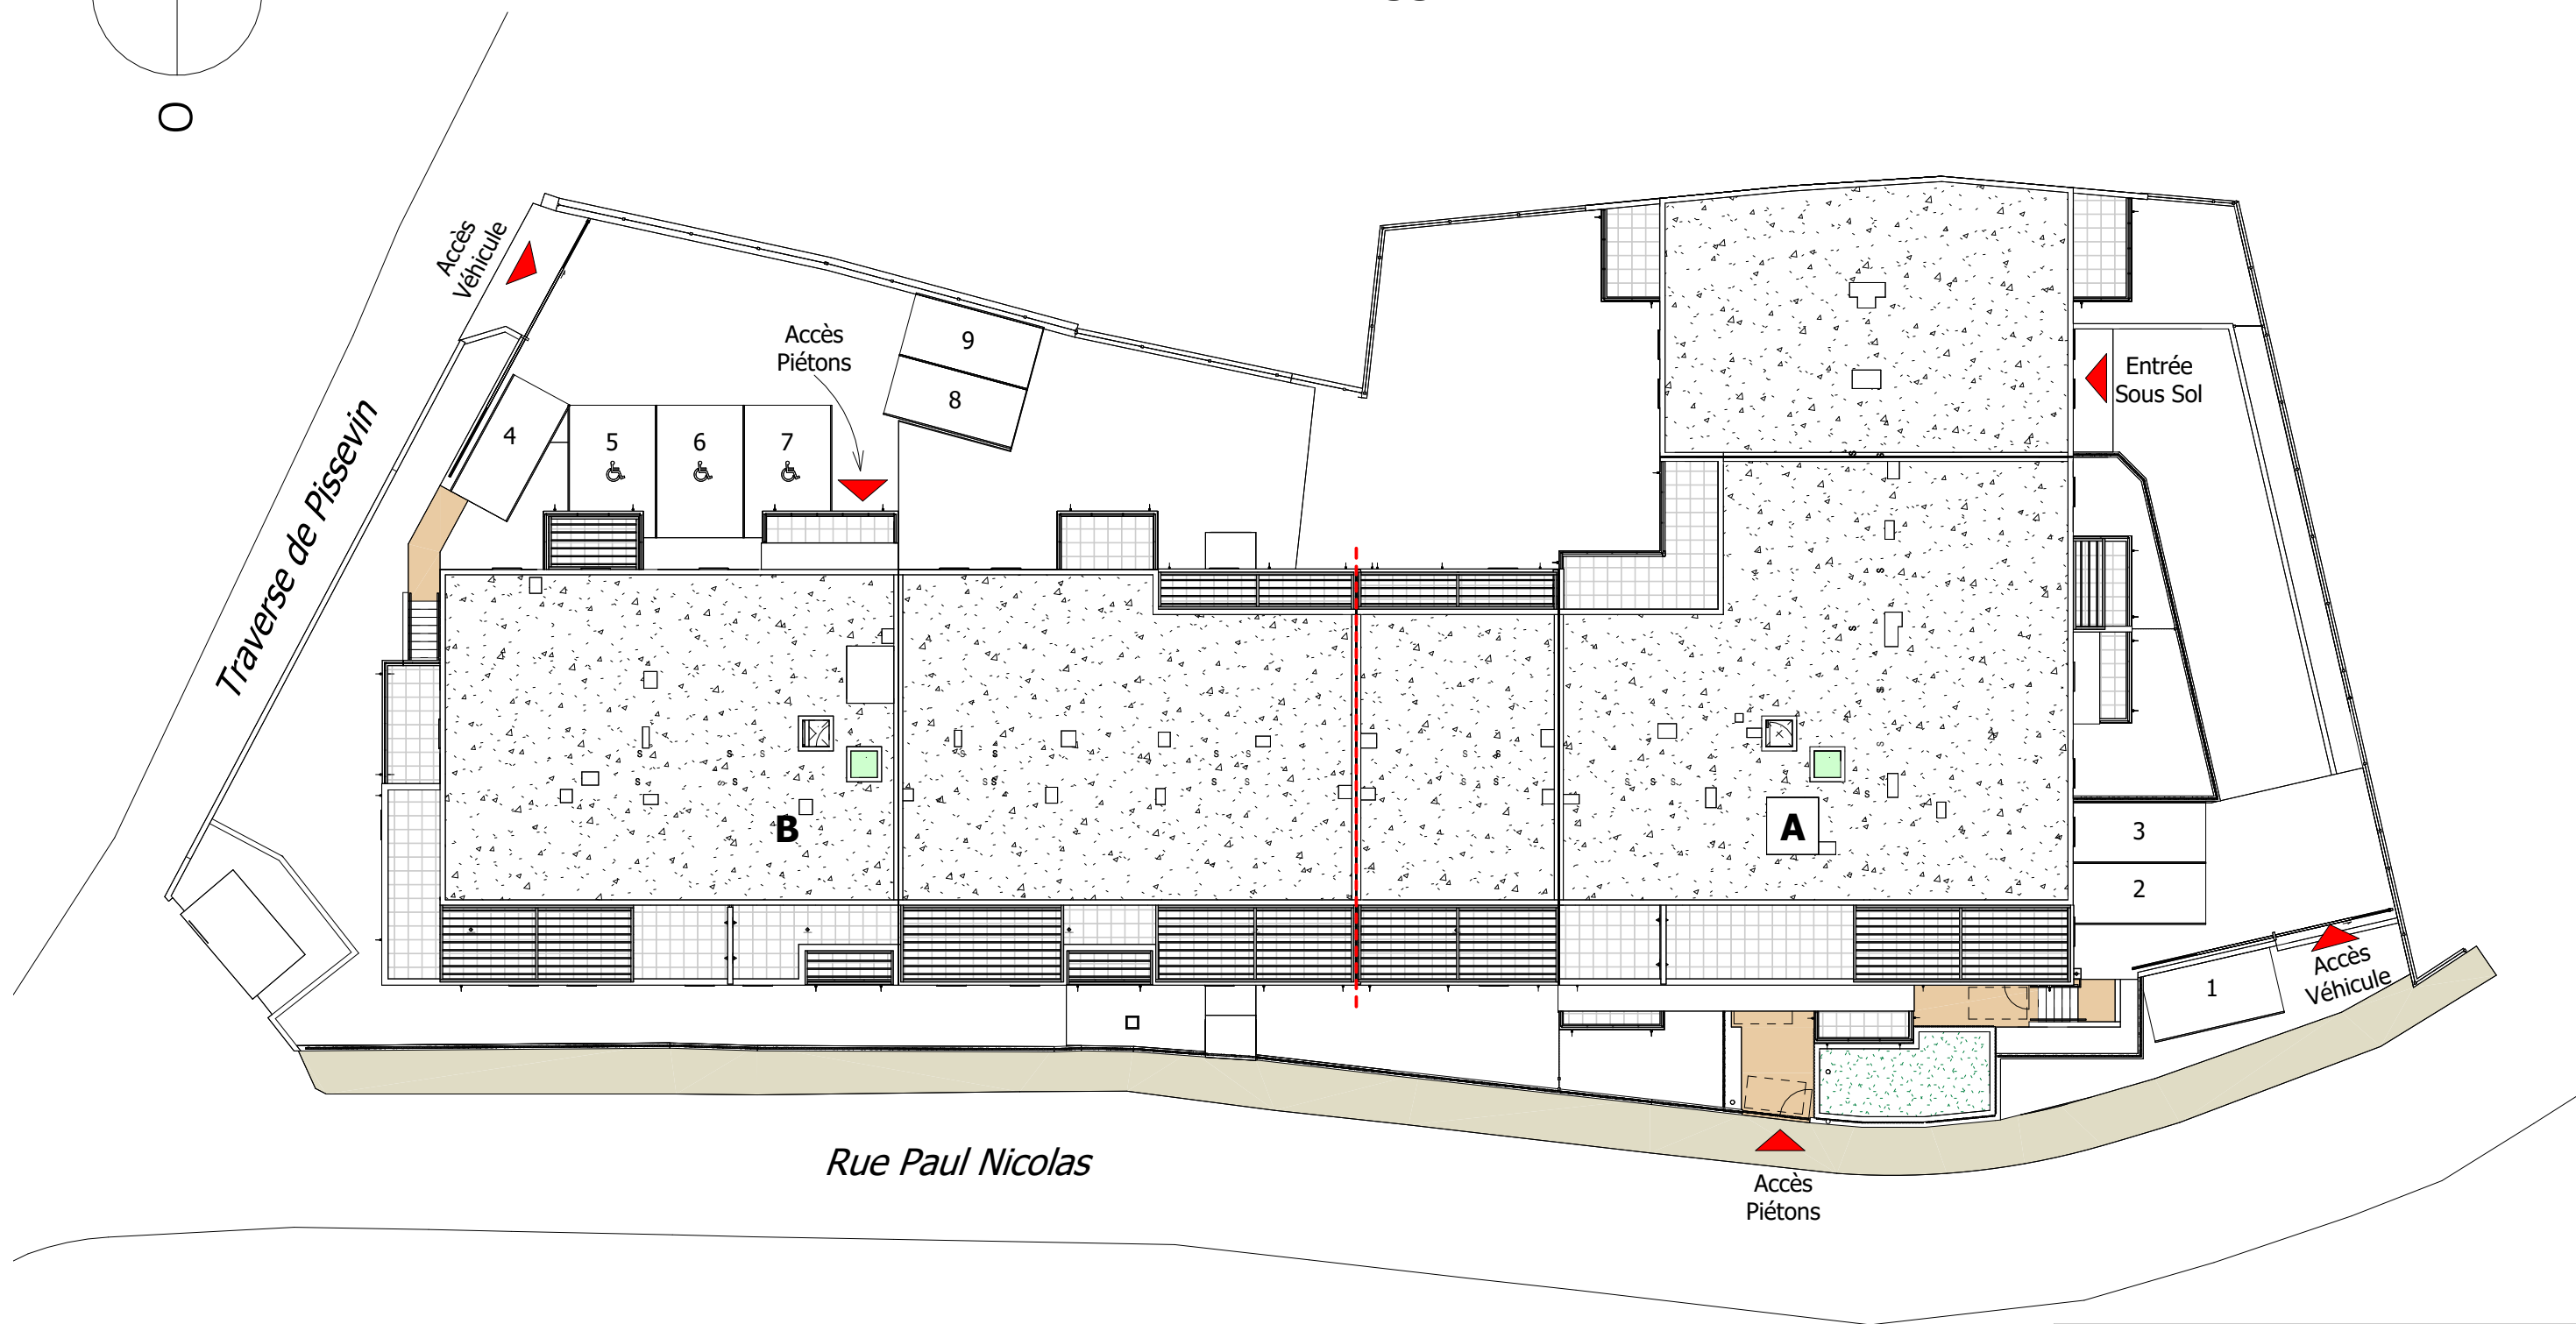 O
Traverse de Pissevin
Accès
Véhicule
Accès
Piétons
9
8
4
5
6
7
Entrée
Sous Sol
B
A
3
2
1
Accès
Véhicule
Rue Paul Nicolas
Accès
Piétons